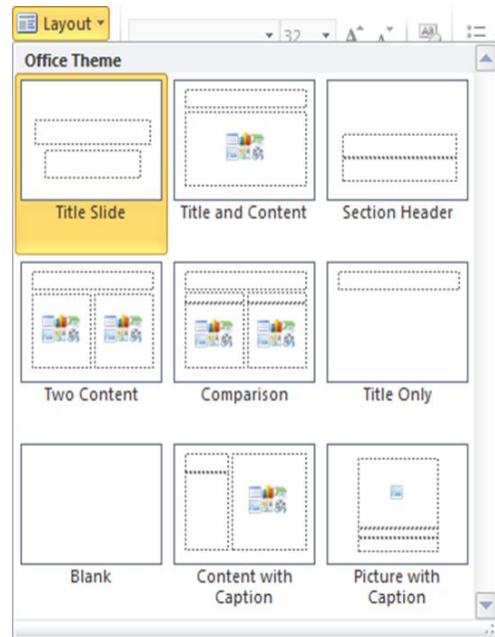 Layout
32
Office Theme
Title Slide
Title and Content
Section Header
Two Content
Comparison
Title Only
Blank
Content with
Caption
Picture with
Caption